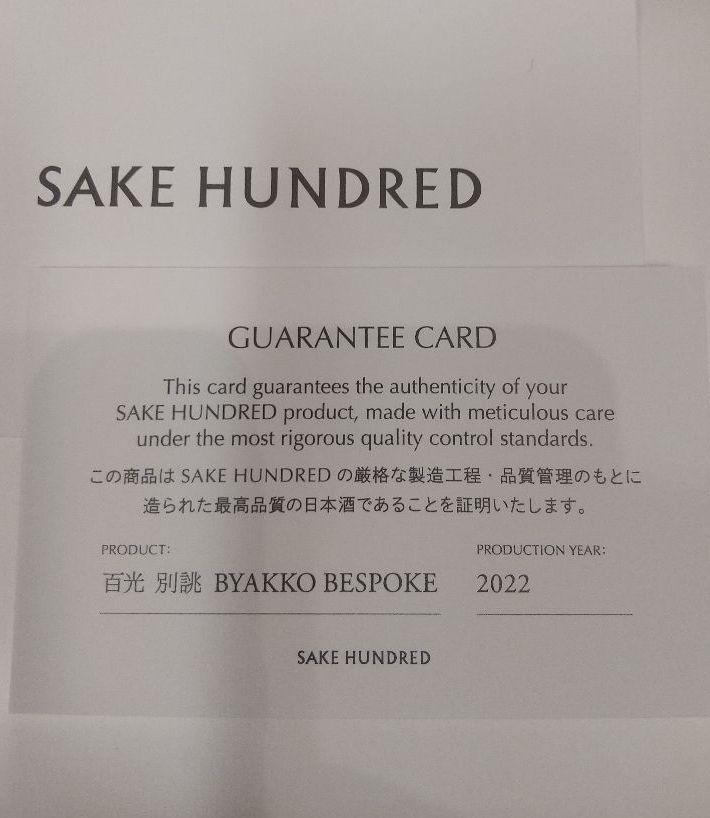 SAKE HUNDRED
GUARANTEE CARD
This card guarantees the authenticity of your
SAKE HUNDRED product, made with meticulous care
under the most rigorous quality control standards.
この商品は SAKE HUNDRED の厳格な製造工程・品質管理のもとに
造られた最高品質の日本酒であることを証明いたします。
PRODUCT:
百光 別誂 BYAKKO BESPOKE
PRODUCTION YEAR:
2022
SAKE HUNDRED